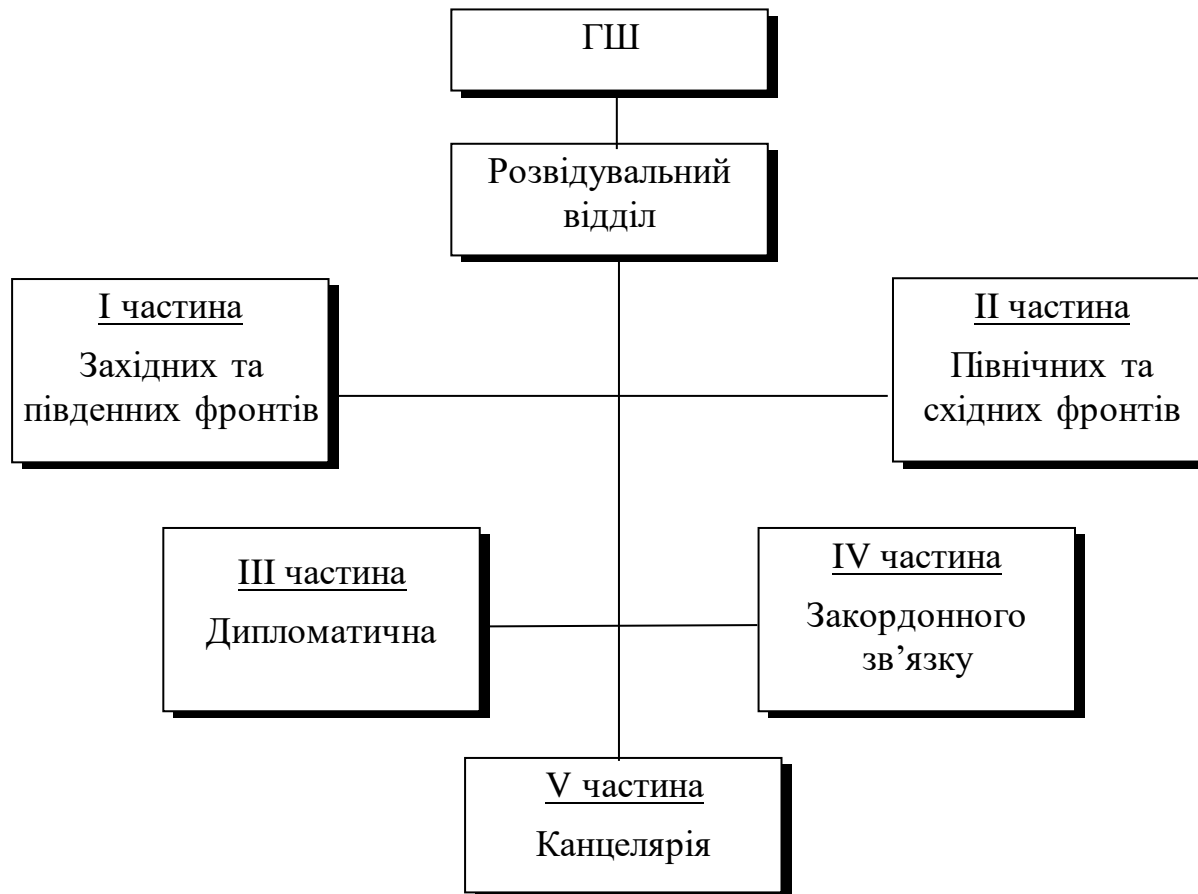 ГШ
Розвідувальний
відділ
І частина
Західних та
південних фронтів
ІІ частина
Північних та
східних фронтів
ІІІ частина
Дипломатична
IV частина
Закордонного
зв’язку
V частина
Канцелярія